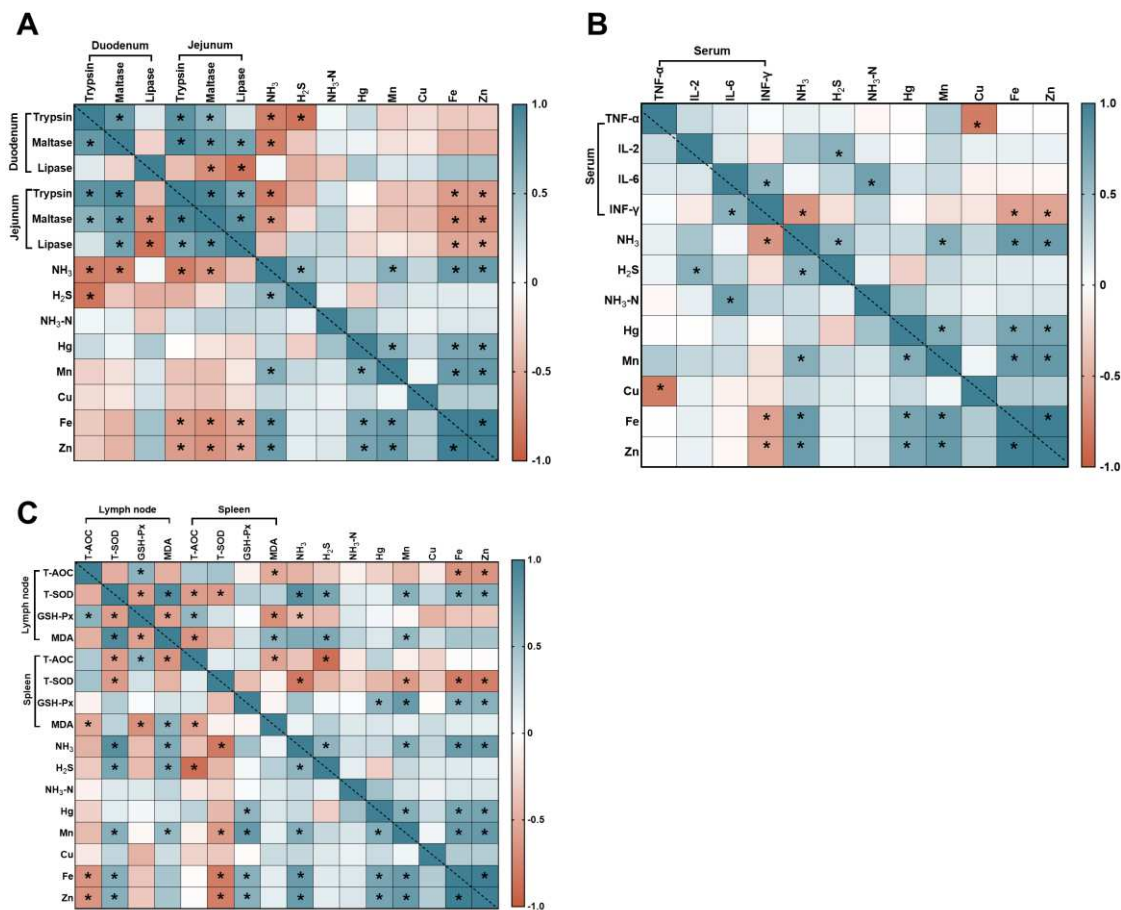 A
Duodenum Jejunum
Trypsin Maltase Lipase Trypsin Maltase Lipase NH₃ H₂S NH₃-N Hg Mn Cu Fe Zn
Duodenum
Trypsin * * * * *
Maltase * * * * *
Lipase * *
Jejunum
Trypsin * * * * * * *
Maltase * * * * * * *
Lipase * * * * * *
NH₃ * * * * * * * *
H₂S * *
NH₃-N
Hg * * *
Mn * * * *
Cu
Fe * * * * * * *
Zn * * * * * * *
1.0
0.5
0
-0.5
-1.0
B
Serum
TNF-α IL-2 IL-6 INF-γ NH₃ H₂S NH₃-N Hg Mn Cu Fe Zn
Serum
TNF-α *
IL-2 *
IL-6 * *
INF-γ * * * *
NH₃ * * * * *
H₂S * *
NH₃-N *
Hg * * *
Mn * * * *
Cu *
Fe * * * * *
Zn * * * * *
1.0
0.5
0
-0.5
-1.0
C
Lymph node Spleen
T-AOC T-SOD GSH-Px MDA T-AOC T-SOD GSH-Px MDA NH₃ H₂S NH₃-N Hg Mn Cu Fe Zn
Lymph node
T-AOC * * * *
T-SOD * * * * * * * * *
GSH-Px * * * * * *
MDA * * * * * *
Spleen
T-AOC * * * * *
T-SOD * * * * *
GSH-Px * * * *
MDA * * * *
NH₃ * * * * * * *
H₂S * * * *
NH₃-N
Hg * * * *
Mn * * * * * * * *
Cu
Fe * * * * * * * *
Zn * * * * * * * *
1.0
0.5
0
-0.5
-1.0